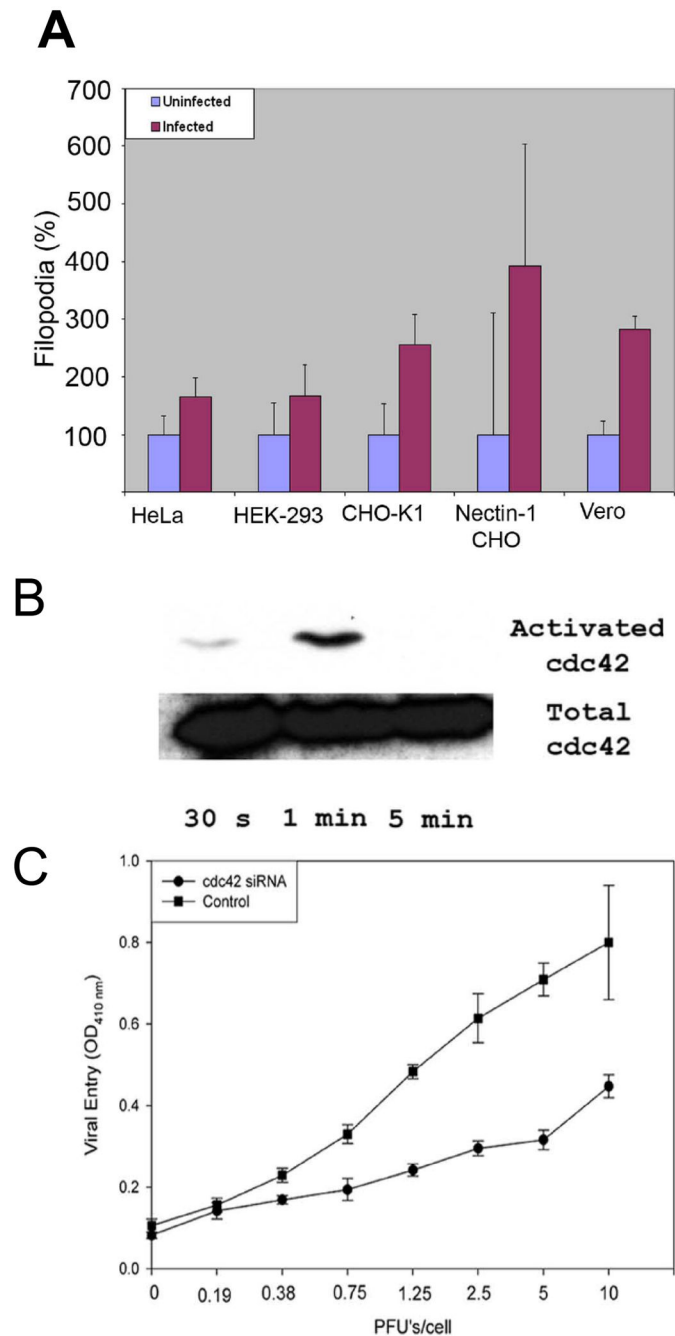 A
700
600
500
400
300
200
100
Filopodia (%)
Uninfected
Infected
HeLa
HEK-293
CHO-K1
Nectin-1
CHO
Vero
B
Activated
cdc42
Total
cdc42
30 s 1 min 5 min
C
1.0
0.8
0.6
0.4
0.2
0.0
Viral Entry (OD410 nm)
cdc42 siRNA
Control
0 0.19 0.38 0.75 1.25 2.5 5 10
PFU's/cell